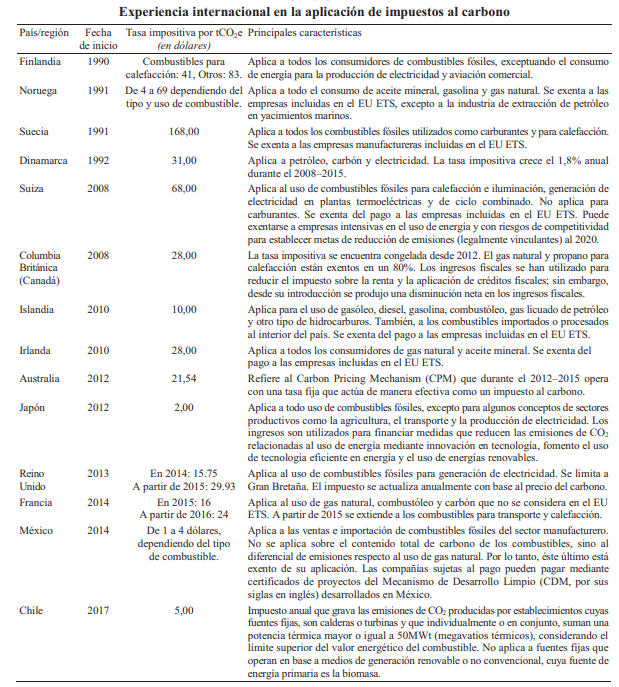 Experiencia internacional en la aplicación de impuestos al carbono
País/región Fecha de inicio Tasa impositiva por tCO2e (en dólares) Principales características
Finlandia 1990 Combustibles para calefacción: 41, Otros: 83. Aplica a todos los consumidores de combustibles fósiles, exceptuando el consumo
de energía para la producción de electricidad y aviación comercial.
Noruega 1991 De 4 a 69 dependiendo del tipo y uso de combustible. Aplica a todo el consumo de aceite mineral, gasolina y gas natural. Se exenta a las
empresas incluidas en el EU ETS, excepto a la industria de extracción de petróleo
en yacimientos marinos.
Suecia 1991 168,00 Aplica a todos los combustibles fósiles utilizados como carburantes y para calefacción.
Se exenta a las empresas manufactureras incluidas en el EU ETS.
Dinamarca 1992 31,00 Aplica a petróleo, carbón y electricidad. La tasa impositiva crece el 1,8% anual
durante el 2008–2015.
Suiza 2008 68,00 Aplica al uso de combustibles fósiles para calefacción e iluminación, generación de
electricidad en plantas termoeléctricas y de ciclo combinado. No aplica para
carburantes. Se exenta del pago a las empresas incluidas en el EU ETS. Puede
exentarse a empresas intensivas en el uso de energía y con riesgos de competitividad
para establecer metas de reducción de emisiones (legalmente vinculantes) al 2020.
Columbia Británica (Canadá) 2008 28,00 La tasa impositiva se encuentra congelada desde 2012. El gas natural y propano para
calefacción están exentos en un 80%. Los ingresos fiscales se han utilizado para
reducir el impuesto sobre la renta y la aplicación de créditos fiscales; sin embargo,
desde su introducción se produjo una disminución neta en los ingresos fiscales.
Islandia 2010 10,00 Aplica para el uso de gasóleo, diesel, gasolina, combustóleo, gas licuado de petróleo
y otro tipo de hidrocarburos. También, a los combustibles importados o procesados
al interior del país. Se exenta del pago a las empresas incluidas en el EU ETS.
Irlanda 2010 28,00 Aplica a todos los consumidores de gas natural y aceite mineral. Se exenta del
pago a las empresas incluidas en el EU ETS.
Australia 2012 21,54 Refiere al Carbon Pricing Mechanism (CPM) que durante el 2012–2015 opera
con una tasa fija que actúa de manera efectiva como un impuesto al carbono.
Japón 2012 2,00 Aplica a todo uso de combustibles fósiles, excepto para algunos conceptos de sectores
productivos como la agricultura, el transporte y la producción de electricidad. Los
ingresos son utilizados para financiar medidas que reducen las emisiones de CO2
relacionadas al uso de energía mediante innovación en tecnología, fomento el uso
de tecnología eficiente en energía y el uso de energías renovables.
Reino Unido 2013 En 2014: 15.75 A partir de 2015: 29.93 Aplica al uso de combustibles fósiles para generación de electricidad. Se limita a
Gran Bretaña. El impuesto se actualiza anualmente con base al precio del carbono.
Francia 2014 En 2015: 16 A partir de 2016: 24 Aplica al uso de gas natural, combustóleo y carbón que no se considera en el EU
ETS. A partir de 2015 se extiende a los combustibles para transporte y calefacción.
México 2014 De 1 a 4 dólares, dependiendo del tipo de combustible. Aplica a las ventas e importación de combustibles fósiles del sector manufacturero.
No se aplica sobre el contenido total de carbono de los combustibles, sino al
diferencial de emisiones respecto al uso de gas natural. Por lo tanto, éste último está
exento de su aplicación. Las compañías sujetas al pago pueden pagar mediante
certificados de proyectos del Mecanismo de Desarrollo Limpio (CDM, por sus
siglas en inglés) desarrollados en México.
Chile 2017 5,00 Impuesto anual que grava las emisiones de CO2 producidas por establecimientos cuyas
fuentes fijas, son calderas o turbinas y que individualmente o en conjunto, suman una
potencia térmica mayor o igual a 50MWt (megavatios térmicos), considerando el
límite superior del valor energético del combustible. No aplica a fuentes fijas que
operan en base a medios de generación renovable o no convencional, cuya fuente de
energía primaria es la biomasa.